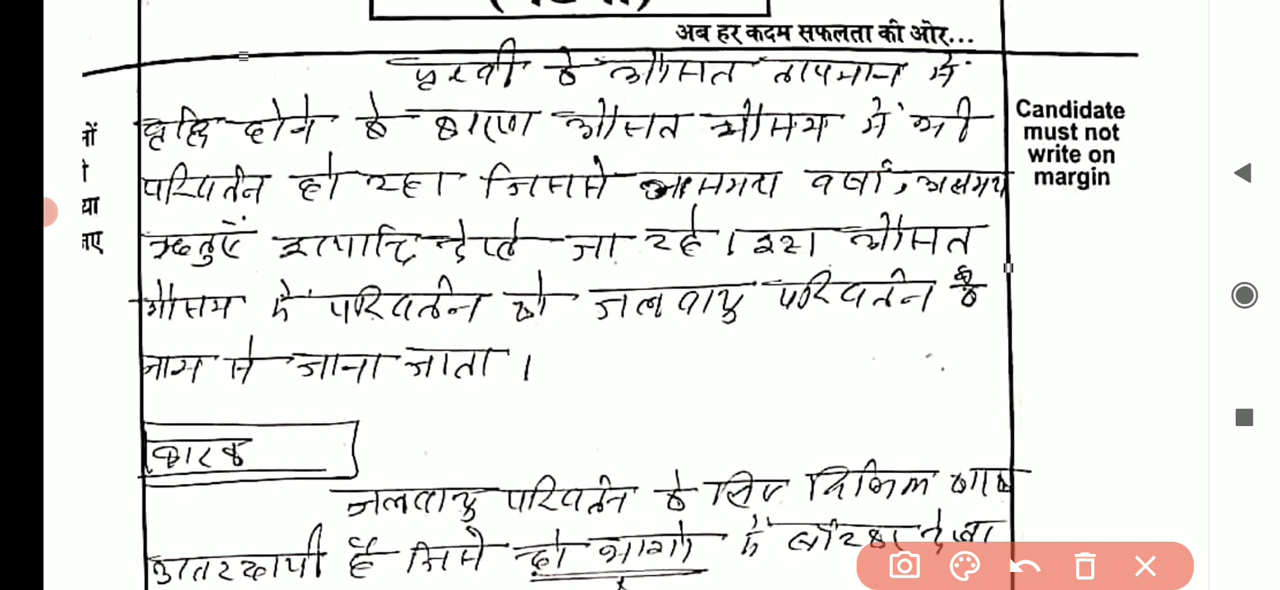 अब हर कदम सफलता की ओर...
पृथ्वी के औसत तापमान में
वृद्धि होने के कारण औसत मौसम में भी
परिवर्तन हो रहा जिससे असमय वर्षा, असमय
ऋतुएँ इत्यादि देखे जा रहे। इस औसत
मौसम में परिवर्तन को जलवायु परिवर्तन के
नाम से जाना जाता।
Candidate
must not
write on
margin
कारक
जलवायु परिवर्तन के लिए विभिन्न कारक
उत्तरदायी हैं जिसे दो भागों में बाँटकर देखा